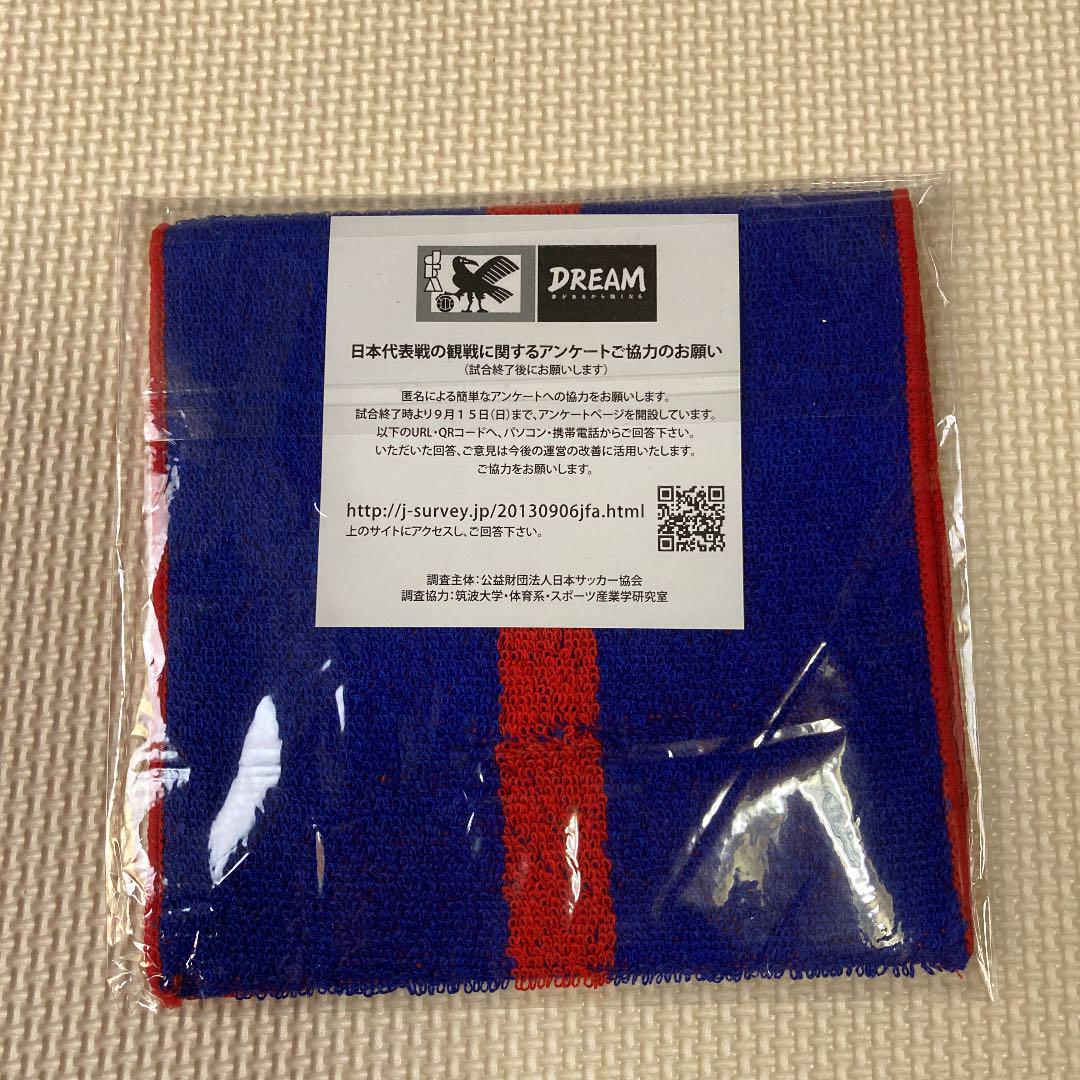 JFA
DREAM
夢があるから強くなる
日本代表戦の観戦に関するアンケートご協力のお願い
(試合終了後にお願いします)
匿名による簡単なアンケートへの協力をお願いします。
試合終了時より9月15日(日)まで、アンケートページを開設しています。
以下のURL・QRコードへ、パソコン・携帯電話からご回答下さい。
いただいた回答、ご意見は今後の運営の改善に活用いたします。
ご協力をお願いします。
http://j-survey.jp/20130906jfa.html
上のサイトにアクセスし、ご回答下さい。
調査主体：公益財団法人日本サッカー協会
調査協力：筑波大学・体育系・スポーツ産業学研究室